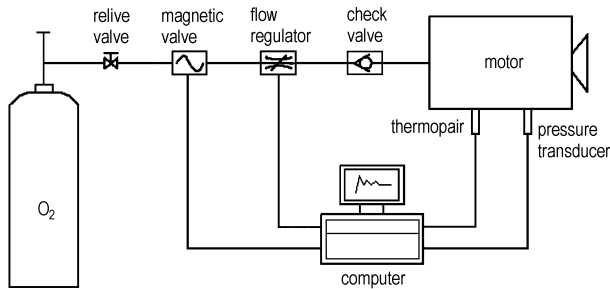 relive
valve
magnetic
valve
flow
regulator
check
valve
motor
thermopair
pressure
transducer
O₂
computer